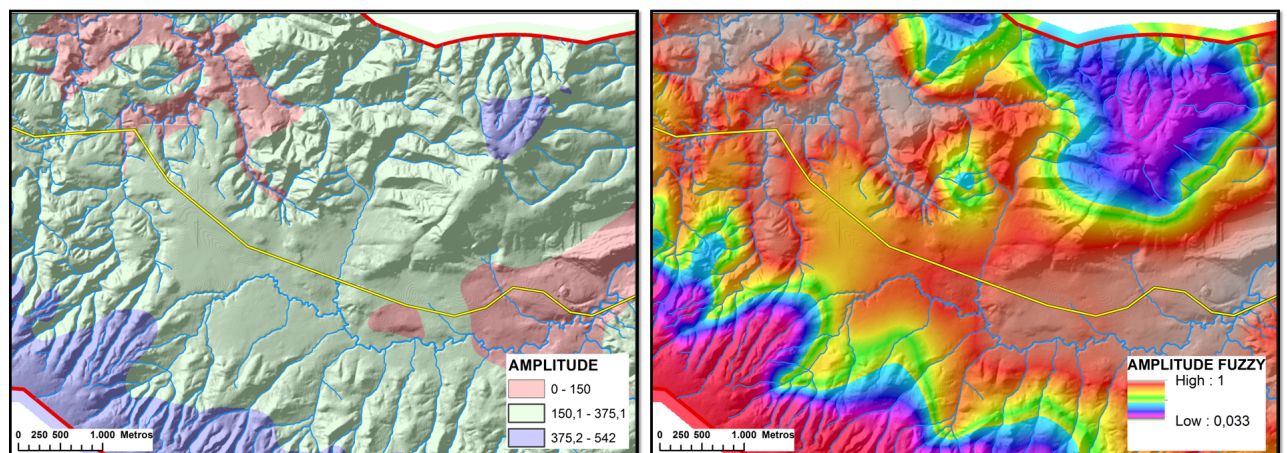 AMPLITUDE
0 - 150
150,1 - 375,1
375,2 - 542
0 250 500 1.000 Metros
AMPLITUDE FUZZY
High : 1
Low : 0,033
0 250 500 1.000 Metros